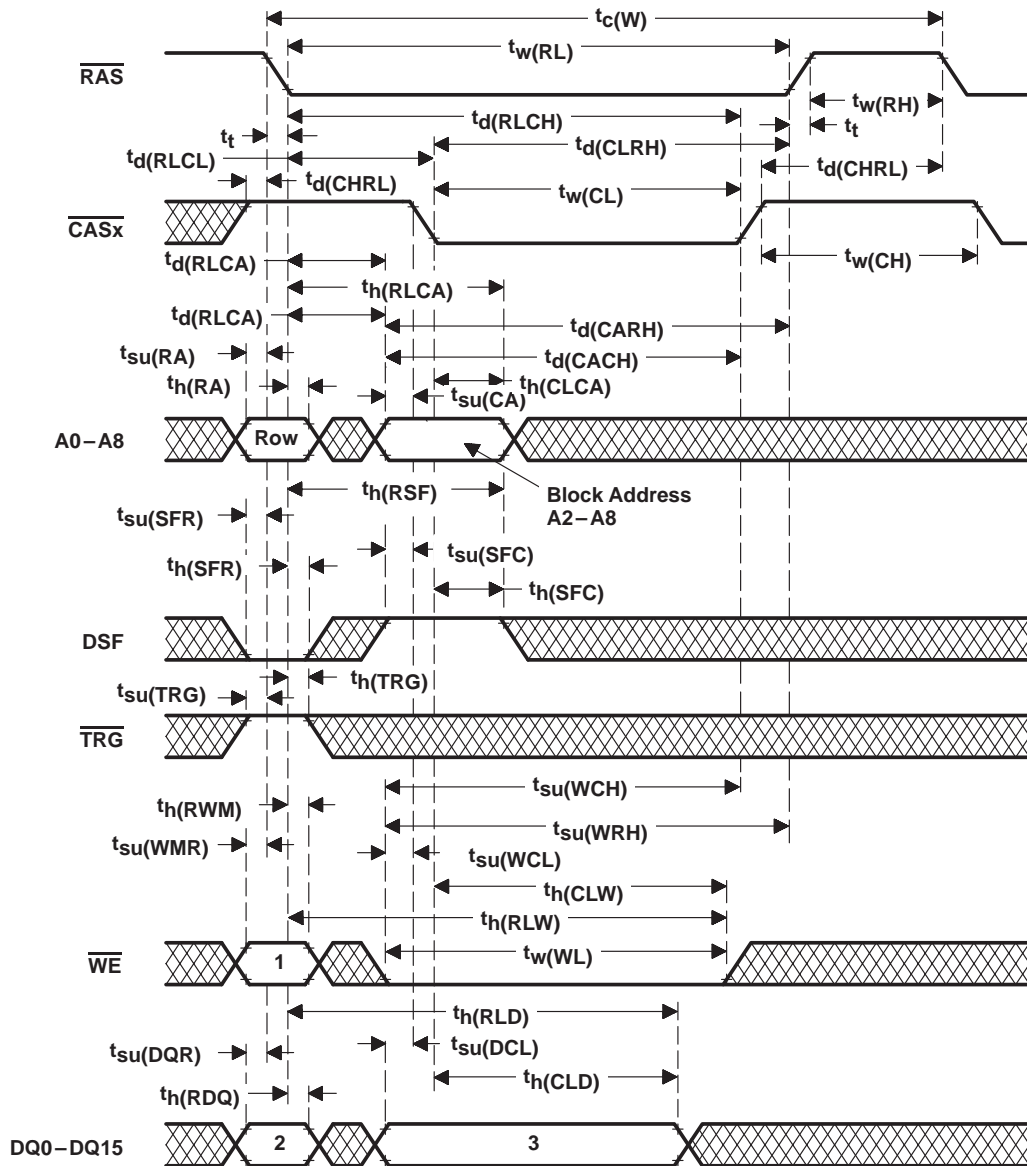 tc(W)
tw(RL)
RAS
tw(RH)
td(RLCH)
tt
tt
td(RLCL)
td(CLRH)
td(CHRL)
td(CHRL)
tw(CL)
CASx
td(RLCA)
tw(CH)
th(RLCA)
td(RLCA)
td(CARH)
tsu(RA)
td(CACH)
th(RA)
th(CLCA)
tsu(CA)
A0–A8
Row
th(RSF)
Block Address
A2–A8
tsu(SFR)
tsu(SFC)
th(SFR)
th(SFC)
DSF
th(TRG)
tsu(TRG)
TRG
tsu(WCH)
th(RWM)
tsu(WRH)
tsu(WMR)
tsu(WCL)
th(CLW)
th(RLW)
WE
1
tw(WL)
th(RLD)
tsu(DQR)
tsu(DCL)
th(CLD)
th(RDQ)
DQ0–DQ15
2
3